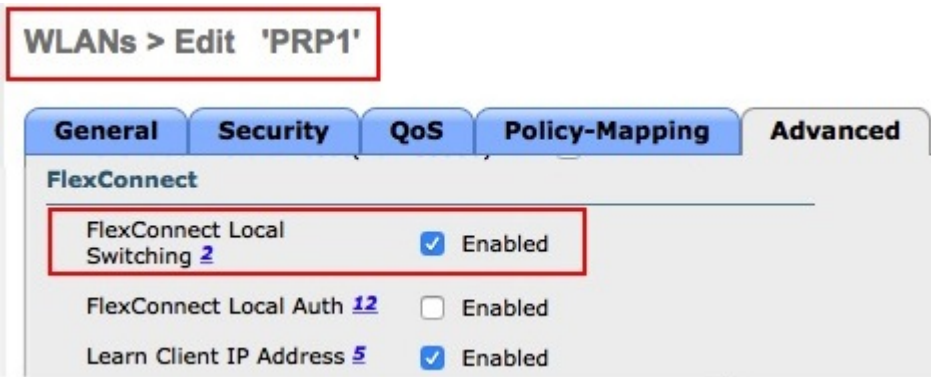 WLANs > Edit 'PRP1'
General Security QoS Policy-Mapping Advanced
FlexConnect
FlexConnect Local
Switching 2 Enabled
FlexConnect Local Auth 12 Enabled
Learn Client IP Address 5 Enabled